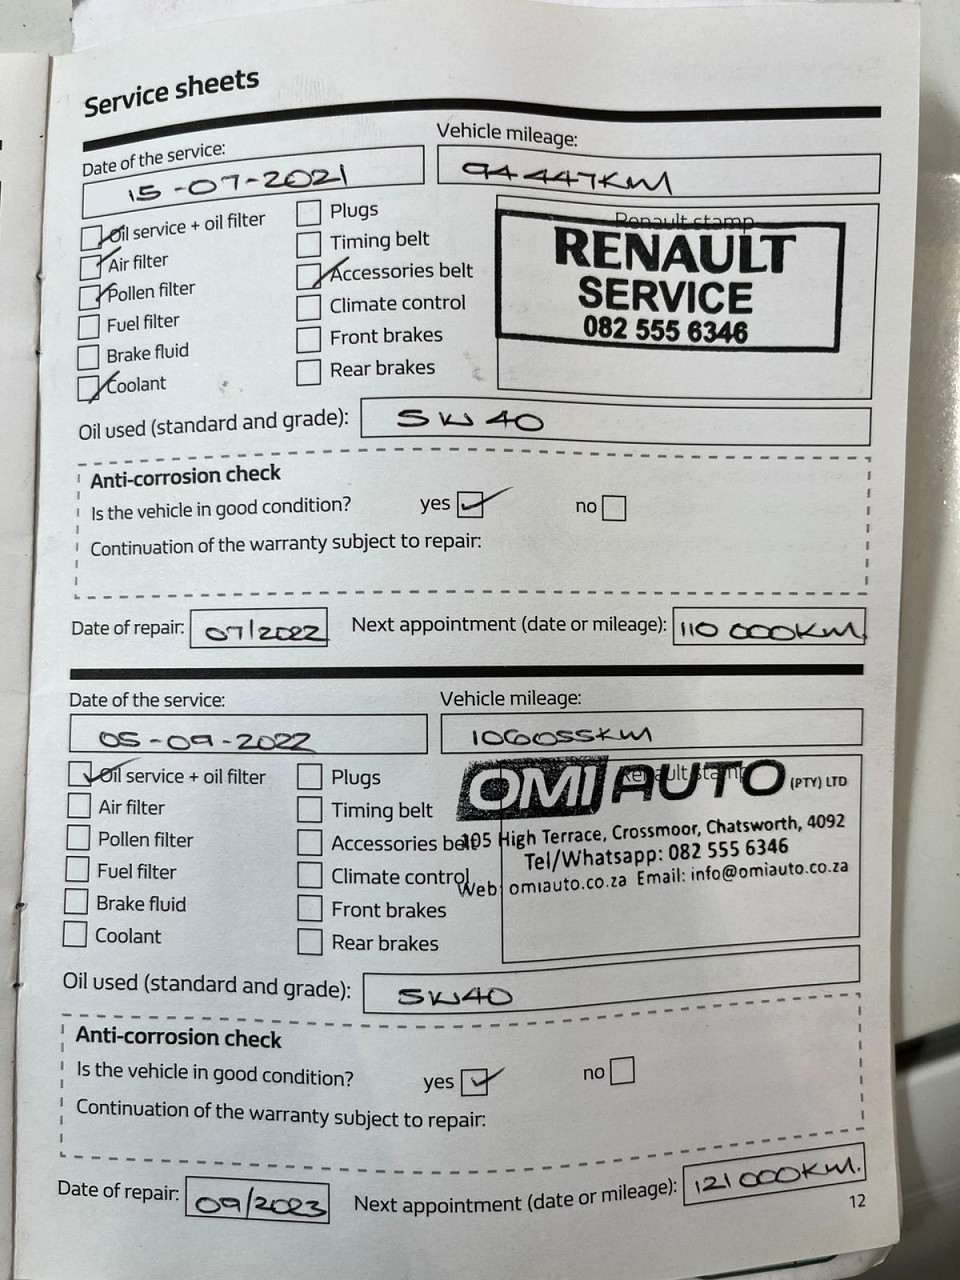 Service sheets
Date of the service:
Vehicle mileage:
15-07-2021
94 447KM
Oil service + oil filter
Air filter
Pollen filter
Fuel filter
Brake fluid
Coolant
Plugs
Timing belt
Accessories belt
Climate control
Front brakes
Rear brakes
Renault stamp
RENAULT
SERVICE
082 555 6346
Oil used (standard and grade):
5W40
Anti-corrosion check
Is the vehicle in good condition?
yes
no
Continuation of the warranty subject to repair:
Date of repair:
07/2022
Next appointment (date or mileage):
110 000KM
Date of the service:
Vehicle mileage:
05-09-2022
106055KM
Oil service + oil filter
Air filter
Pollen filter
Fuel filter
Brake fluid
Coolant
Plugs
Timing belt
Accessories belt
Climate control
Front brakes
Rear brakes
Renault stamp
OMI AUTO (PTY) LTD
105 High Terrace, Crossmoor, Chatsworth, 4092
Tel/Whatsapp: 082 555 6346
Web: omiauto.co.za Email: info@omiauto.co.za
Oil used (standard and grade):
5W40
Anti-corrosion check
Is the vehicle in good condition?
yes
no
Continuation of the warranty subject to repair:
Date of repair:
09/2023
Next appointment (date or mileage):
121 000KM.
12